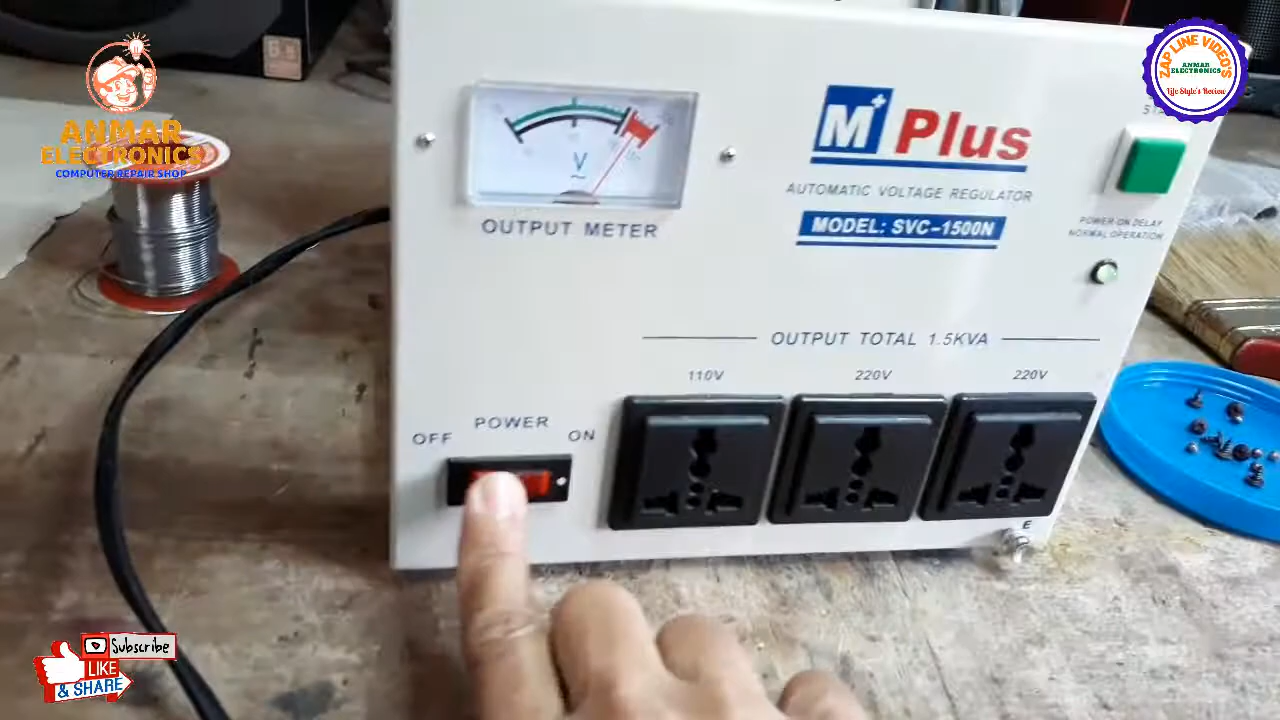 ANMAR
ELECTRONICS
COMPUTER REPAIR SHOP
ZAP LINE VIDEO'S
ANMAR
ELECTRONICS
Life Style's Review
V
OUTPUT METER
M+ Plus
AUTOMATIC VOLTAGE REGULATOR
MODEL: SVC-1500N
POWER-ON DELAY
NORMAL OPERATION
OUTPUT TOTAL 1.5KVA
110V
220V
220V
POWER
OFF
ON
E
Subscribe
LIKE
& SHARE